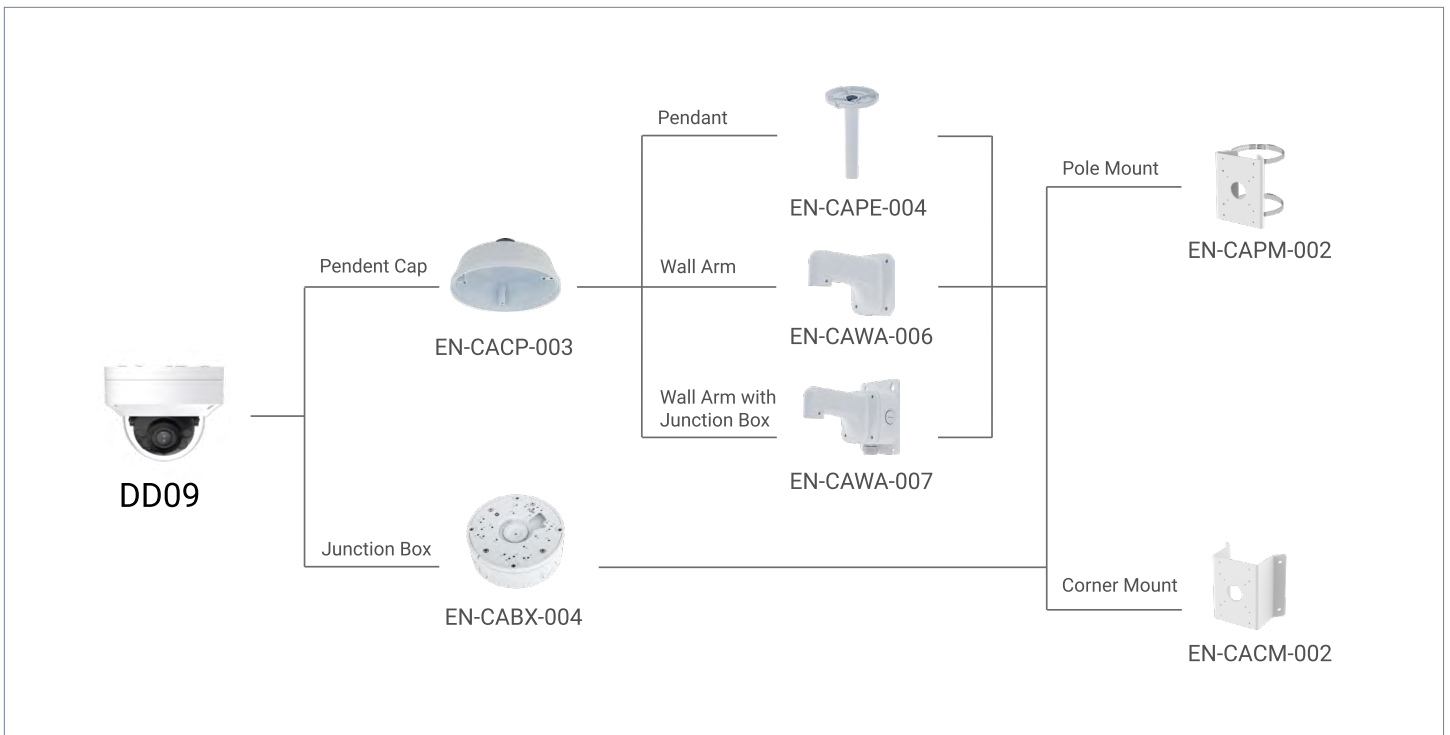 Pendant
EN-CAPE-004
Pole Mount
EN-CAPM-002
Pendent Cap
EN-CACP-003
Wall Arm
EN-CAWA-006
Wall Arm with
Junction Box
EN-CAWA-007
DD09
Junction Box
EN-CABX-004
Corner Mount
EN-CACM-002